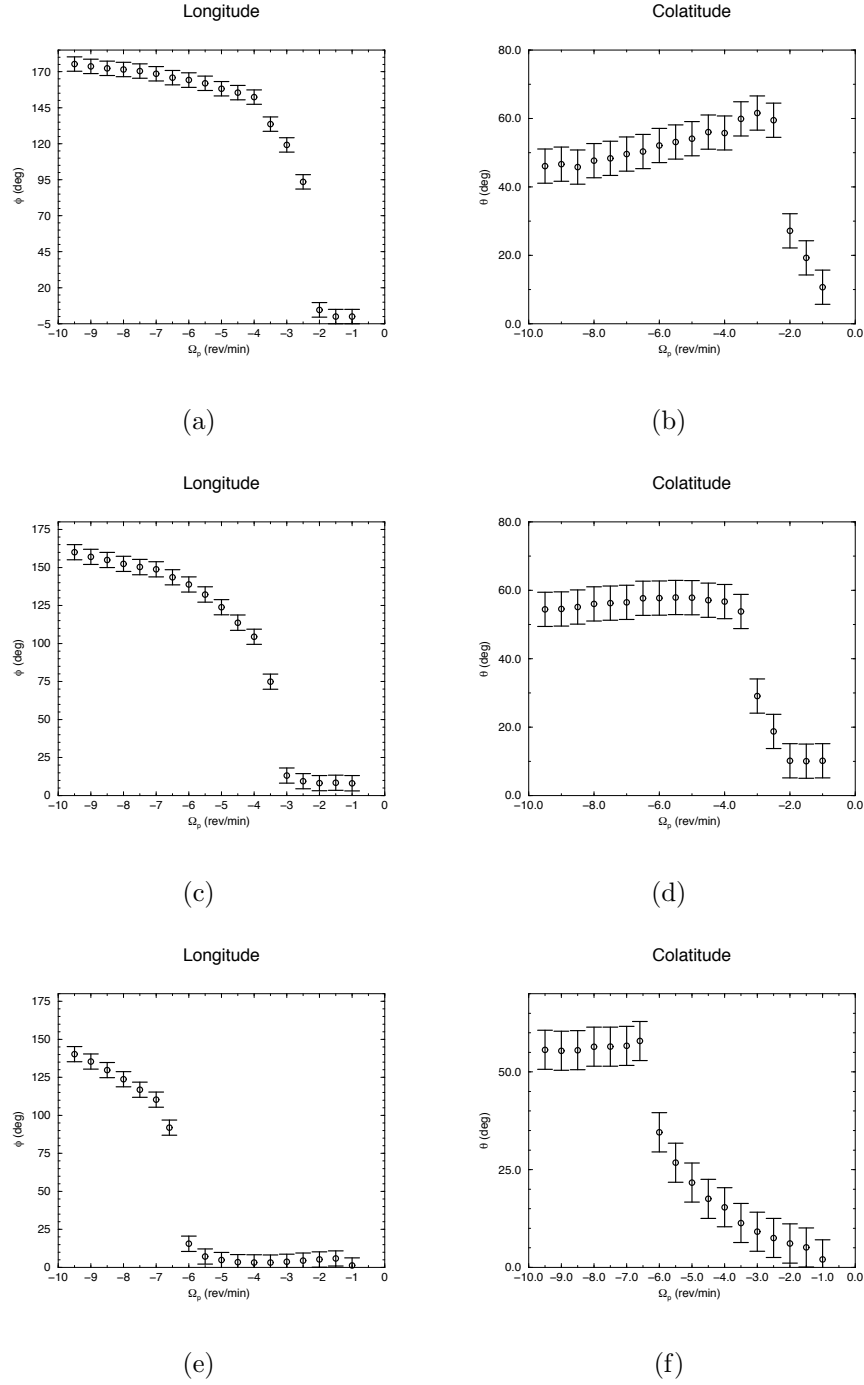 Longitude
Colatitude
170
145
120
95
70
45
20
−5
φ (deg)
−10 −9 −8 −7 −6 −5 −4 −3 −2 −1 0
Ωp (rev/min)
80.0
60.0
40.0
20.0
0.0
θ (deg)
−10.0 −8.0 −6.0 −4.0 −2.0 0.0
Ωp (rev/min)
(a)
(b)
Longitude
Colatitude
175
150
125
100
75
50
25
0
φ (deg)
−10 −9 −8 −7 −6 −5 −4 −3 −2 −1 0
Ωp (rev/min)
80.0
60.0
40.0
20.0
0.0
θ (deg)
−10.0 −8.0 −6.0 −4.0 −2.0 0.0
Ωp (rev/min)
(c)
(d)
Longitude
Colatitude
175
150
125
100
75
50
25
0
φ (deg)
−10 −9 −8 −7 −6 −5 −4 −3 −2 −1 0
Ωp (rev/min)
50.0
25.0
0.0
θ (deg)
−10.0 −9.0 −8.0 −7.0 −6.0 −5.0 −4.0 −3.0 −2.0 −1.0 0.0
Ωp (rev/min)
(e)
(f)